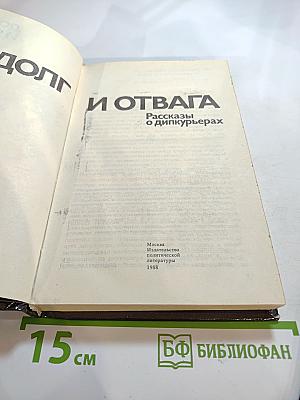 ДОЛГ
И ОТВАГА
Рассказы
о дипкурьерах
Москва
Издательство
политической
литературы
1988
15 см
БФ БИБЛИОФАН